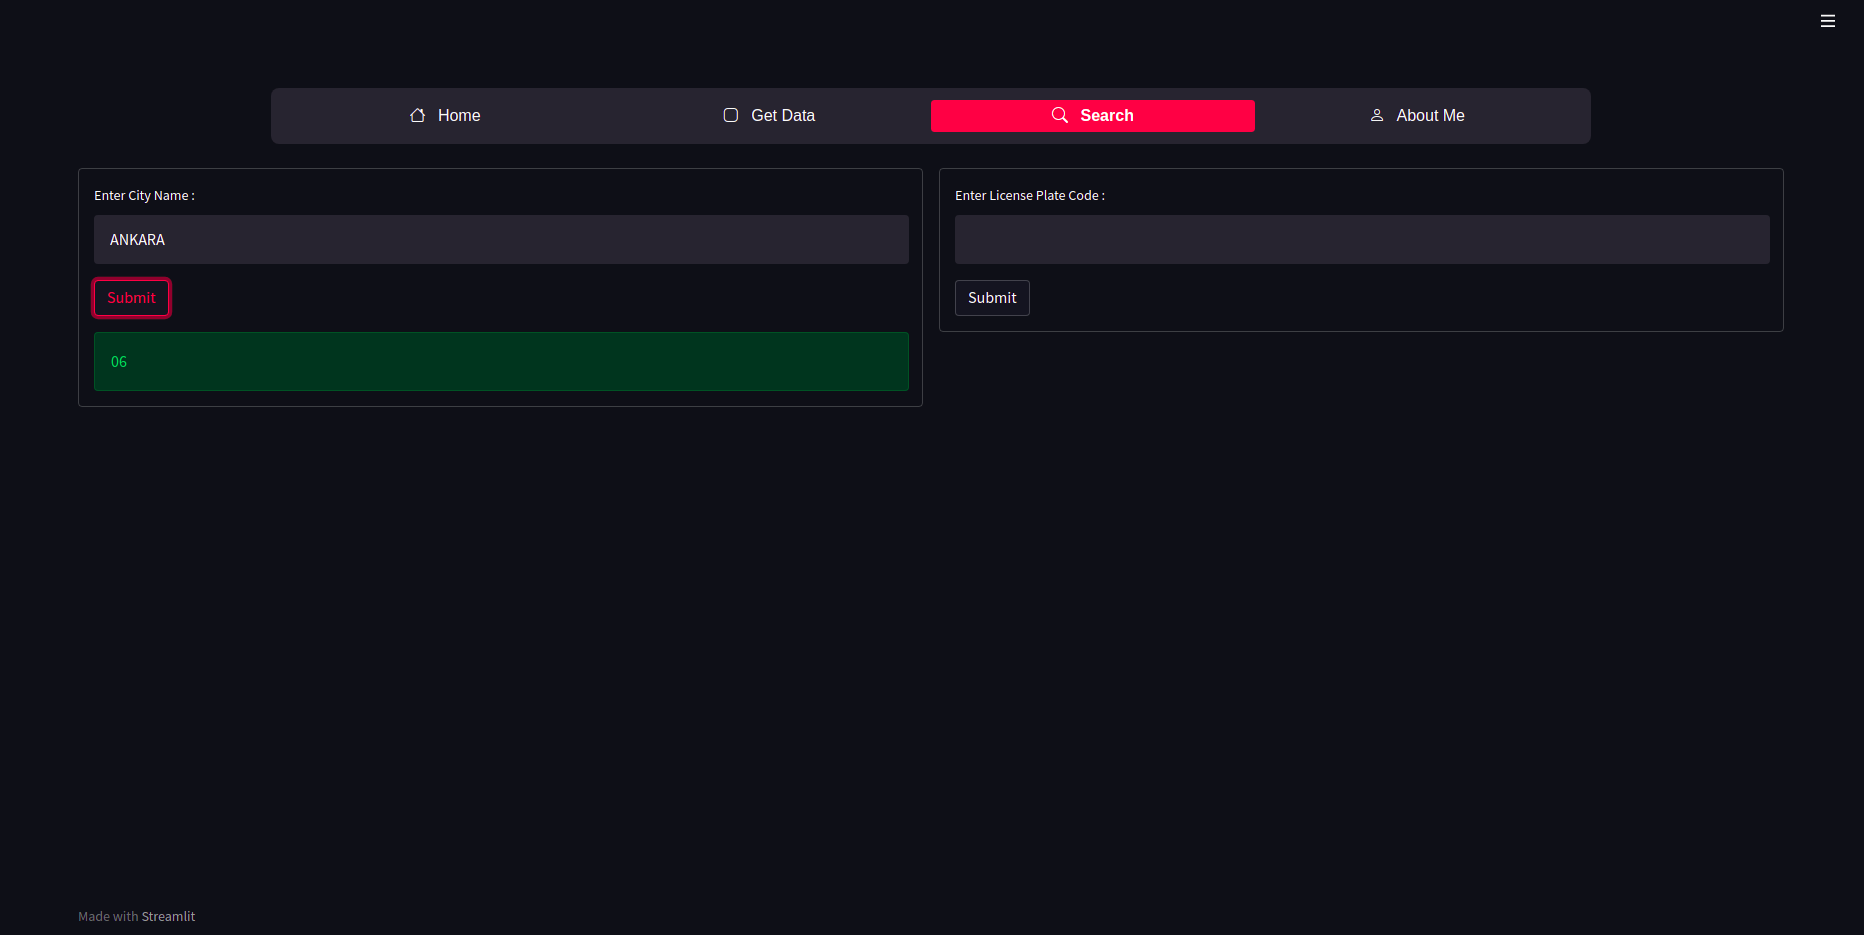 Home
Get Data
Search
About Me
Enter City Name :
ANKARA
Submit
06
Enter License Plate Code :
Submit
Made with Streamlit